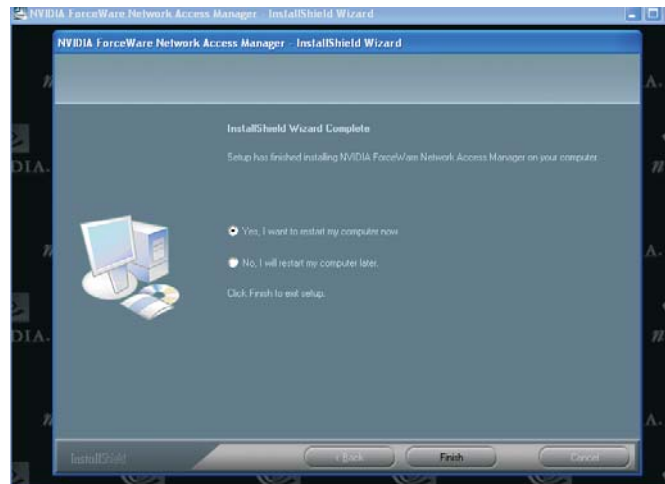 NVIDIA ForceWare Network Access Manager - InstallShield Wizard
NVIDIA ForceWare Network Access Manager - InstallShield Wizard
InstallShield Wizard Complete
Setup has finished installing NVIDIA ForceWare Network Access Manager on your computer.
Yes, I want to restart my computer now.
No, I will restart my computer later.
Click Finish to exit setup.
InstallShield
< Back
Finish
Cancel
DIA.
DIA.